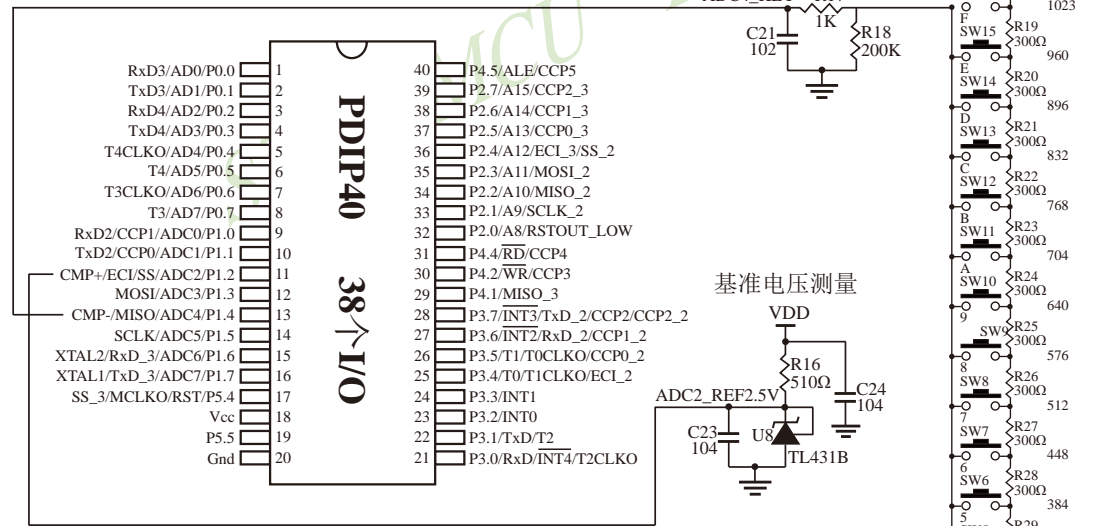 1K
C21
102
R18
200K
MCU
RxD3/AD0/P0.0 1
TxD3/AD1/P0.1 2
RxD4/AD2/P0.2 3
TxD4/AD3/P0.3 4
T4CLKO/AD4/P0.4 5
T4/AD5/P0.5 6
T3CLKO/AD6/P0.6 7
T3/AD7/P0.7 8
RxD2/CCP1/ADC0/P1.0 9
TxD2/CCP0/ADC1/P1.1 10
CMP+/ECI/SS/ADC2/P1.2 11
MOSI/ADC3/P1.3 12
CMP-/MISO/ADC4/P1.4 13
SCLK/ADC5/P1.5 14
XTAL2/RxD_3/ADC6/P1.6 15
XTAL1/TxD_3/ADC7/P1.7 16
SS_3/MCLKO/RST/P5.4 17
Vcc 18
P5.5 19
Gnd 20
PDIP40 38个I/O
40 P4.5/ALE/CCP5
39 P2.7/A15/CCP2_3
38 P2.6/A14/CCP1_3
37 P2.5/A13/CCP0_3
36 P2.4/A12/ECI_3/SS_2
35 P2.3/A11/MOSI_2
34 P2.2/A10/MISO_2
33 P2.1/A9/SCLK_2
32 P2.0/A8/RSTOUT_LOW
31 P4.4/RD/CCP4
30 P4.2/WR/CCP3
29 P4.1/MISO_3
28 P3.7/INT3/TxD_2/CCP2/CCP2_2
27 P3.6/INT2/RxD_2/CCP1_2
26 P3.5/T1/T0CLKO/CCP0_2
25 P3.4/T0/T1CLKO/ECI_2
24 P3.3/INT1
23 P3.2/INT0
22 P3.1/TxD/T2
21 P3.0/RxD/INT4/T2CLKO
基准电压测量
VDD
R16
510Ω
C24
104
ADC2_REF2.5V
C23
104
U8
TL431B
1023
F
SW15
R19
300Ω
960
E
SW14
R20
300Ω
896
D
SW13
R21
300Ω
832
C
SW12
R22
300Ω
768
B
SW11
R23
300Ω
704
A
SW10
R24
300Ω
640
9
SW9
R25
300Ω
576
8
SW8
R26
300Ω
512
7
SW7
R27
300Ω
448
6
SW6
R28
300Ω
384
5
R29